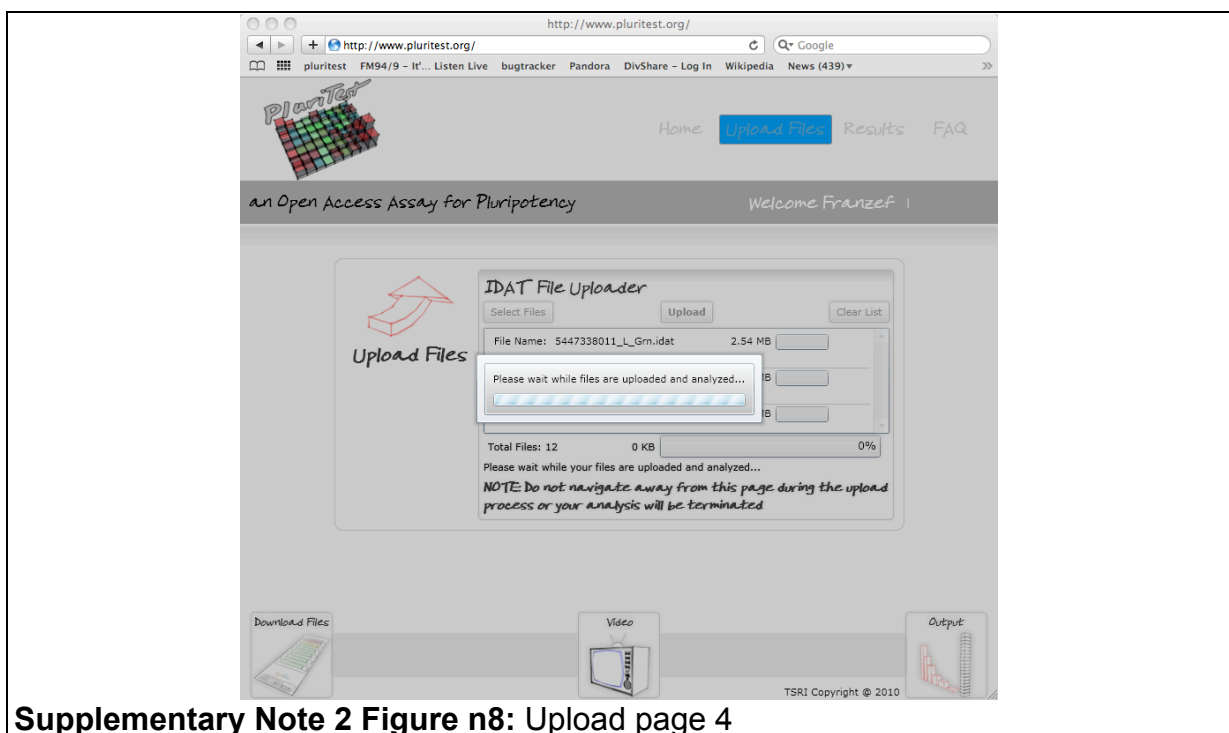 http://www.pluritest.org/
http://www.pluritest.org/ Google
pluritest FM94/9 – It'... Listen Live bugtracker Pandora DivShare – Log In Wikipedia News (439)▾ »
PluriTest
Home Upload Files Results FAQ
an Open Access Assay for Pluripotency Welcome Franzef |
IDAT File Uploader
Select Files Upload Clear List
File Name: 5447338011_L_Grn.idat 2.54 MB
Upload Files
Please wait while files are uploaded and analyzed...
MB
MB
Total Files: 12 0 KB 0%
Please wait while your files are uploaded and analyzed...
NOTE: Do not navigate away from this page during the upload
process or your analysis will be terminated
Download Files Video Output
TSRI Copyright @ 2010
Supplementary Note 2 Figure n8: Upload page 4